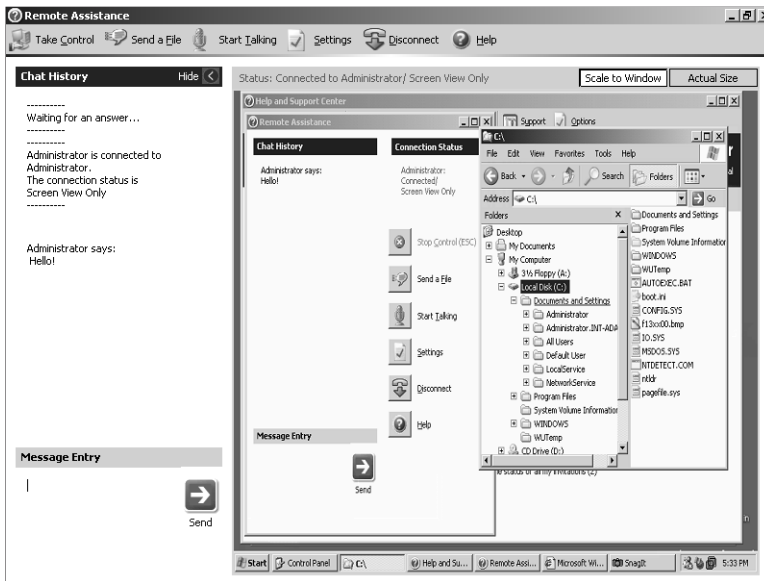 Remote Assistance
Take Control Send a File Start Talking Settings Disconnect Help
Chat History Hide
Status: Connected to Administrator/ Screen View Only
Scale to Window Actual Size
----------
Waiting for an answer...
----------
----------
Administrator is connected to
Administrator.
The connection status is
Screen View Only
----------
Administrator says:
Hello!
Message Entry
Send
Help and Support Center
Support Options
Remote Assistance
Chat History
Administrator says:
Hello!
Connection Status
Administrator:
Connected/
Screen View Only
Stop Control (ESC)
Send a File
Start Talking
Settings
Disconnect
Help
Message Entry
Send
C:\
File Edit View Favorites Tools Help
Back Search Folders
Address C:\ Go
Folders X
Desktop
My Documents
My Computer
3½ Floppy (A:)
Local Disk (C:)
Documents and Settings
Administrator
Administrator.INT-ADA
All Users
Default User
LocalService
NetworkService
Program Files
System Volume Information
WINDOWS
WUTemp
CD Drive (D:)
Documents and Settings
Program Files
System Volume Information
WINDOWS
WUTemp
AUTOEXEC.BAT
boot.ini
CONFIG.SYS
f13xx00.bmp
IO.SYS
MSDOS.SYS
NTDETECT.COM
ntldr
pagefile.sys
Start Control Panel C:\ Help and Su... Remote Assi... Microsoft Wi... SnagIt 5:33 PM